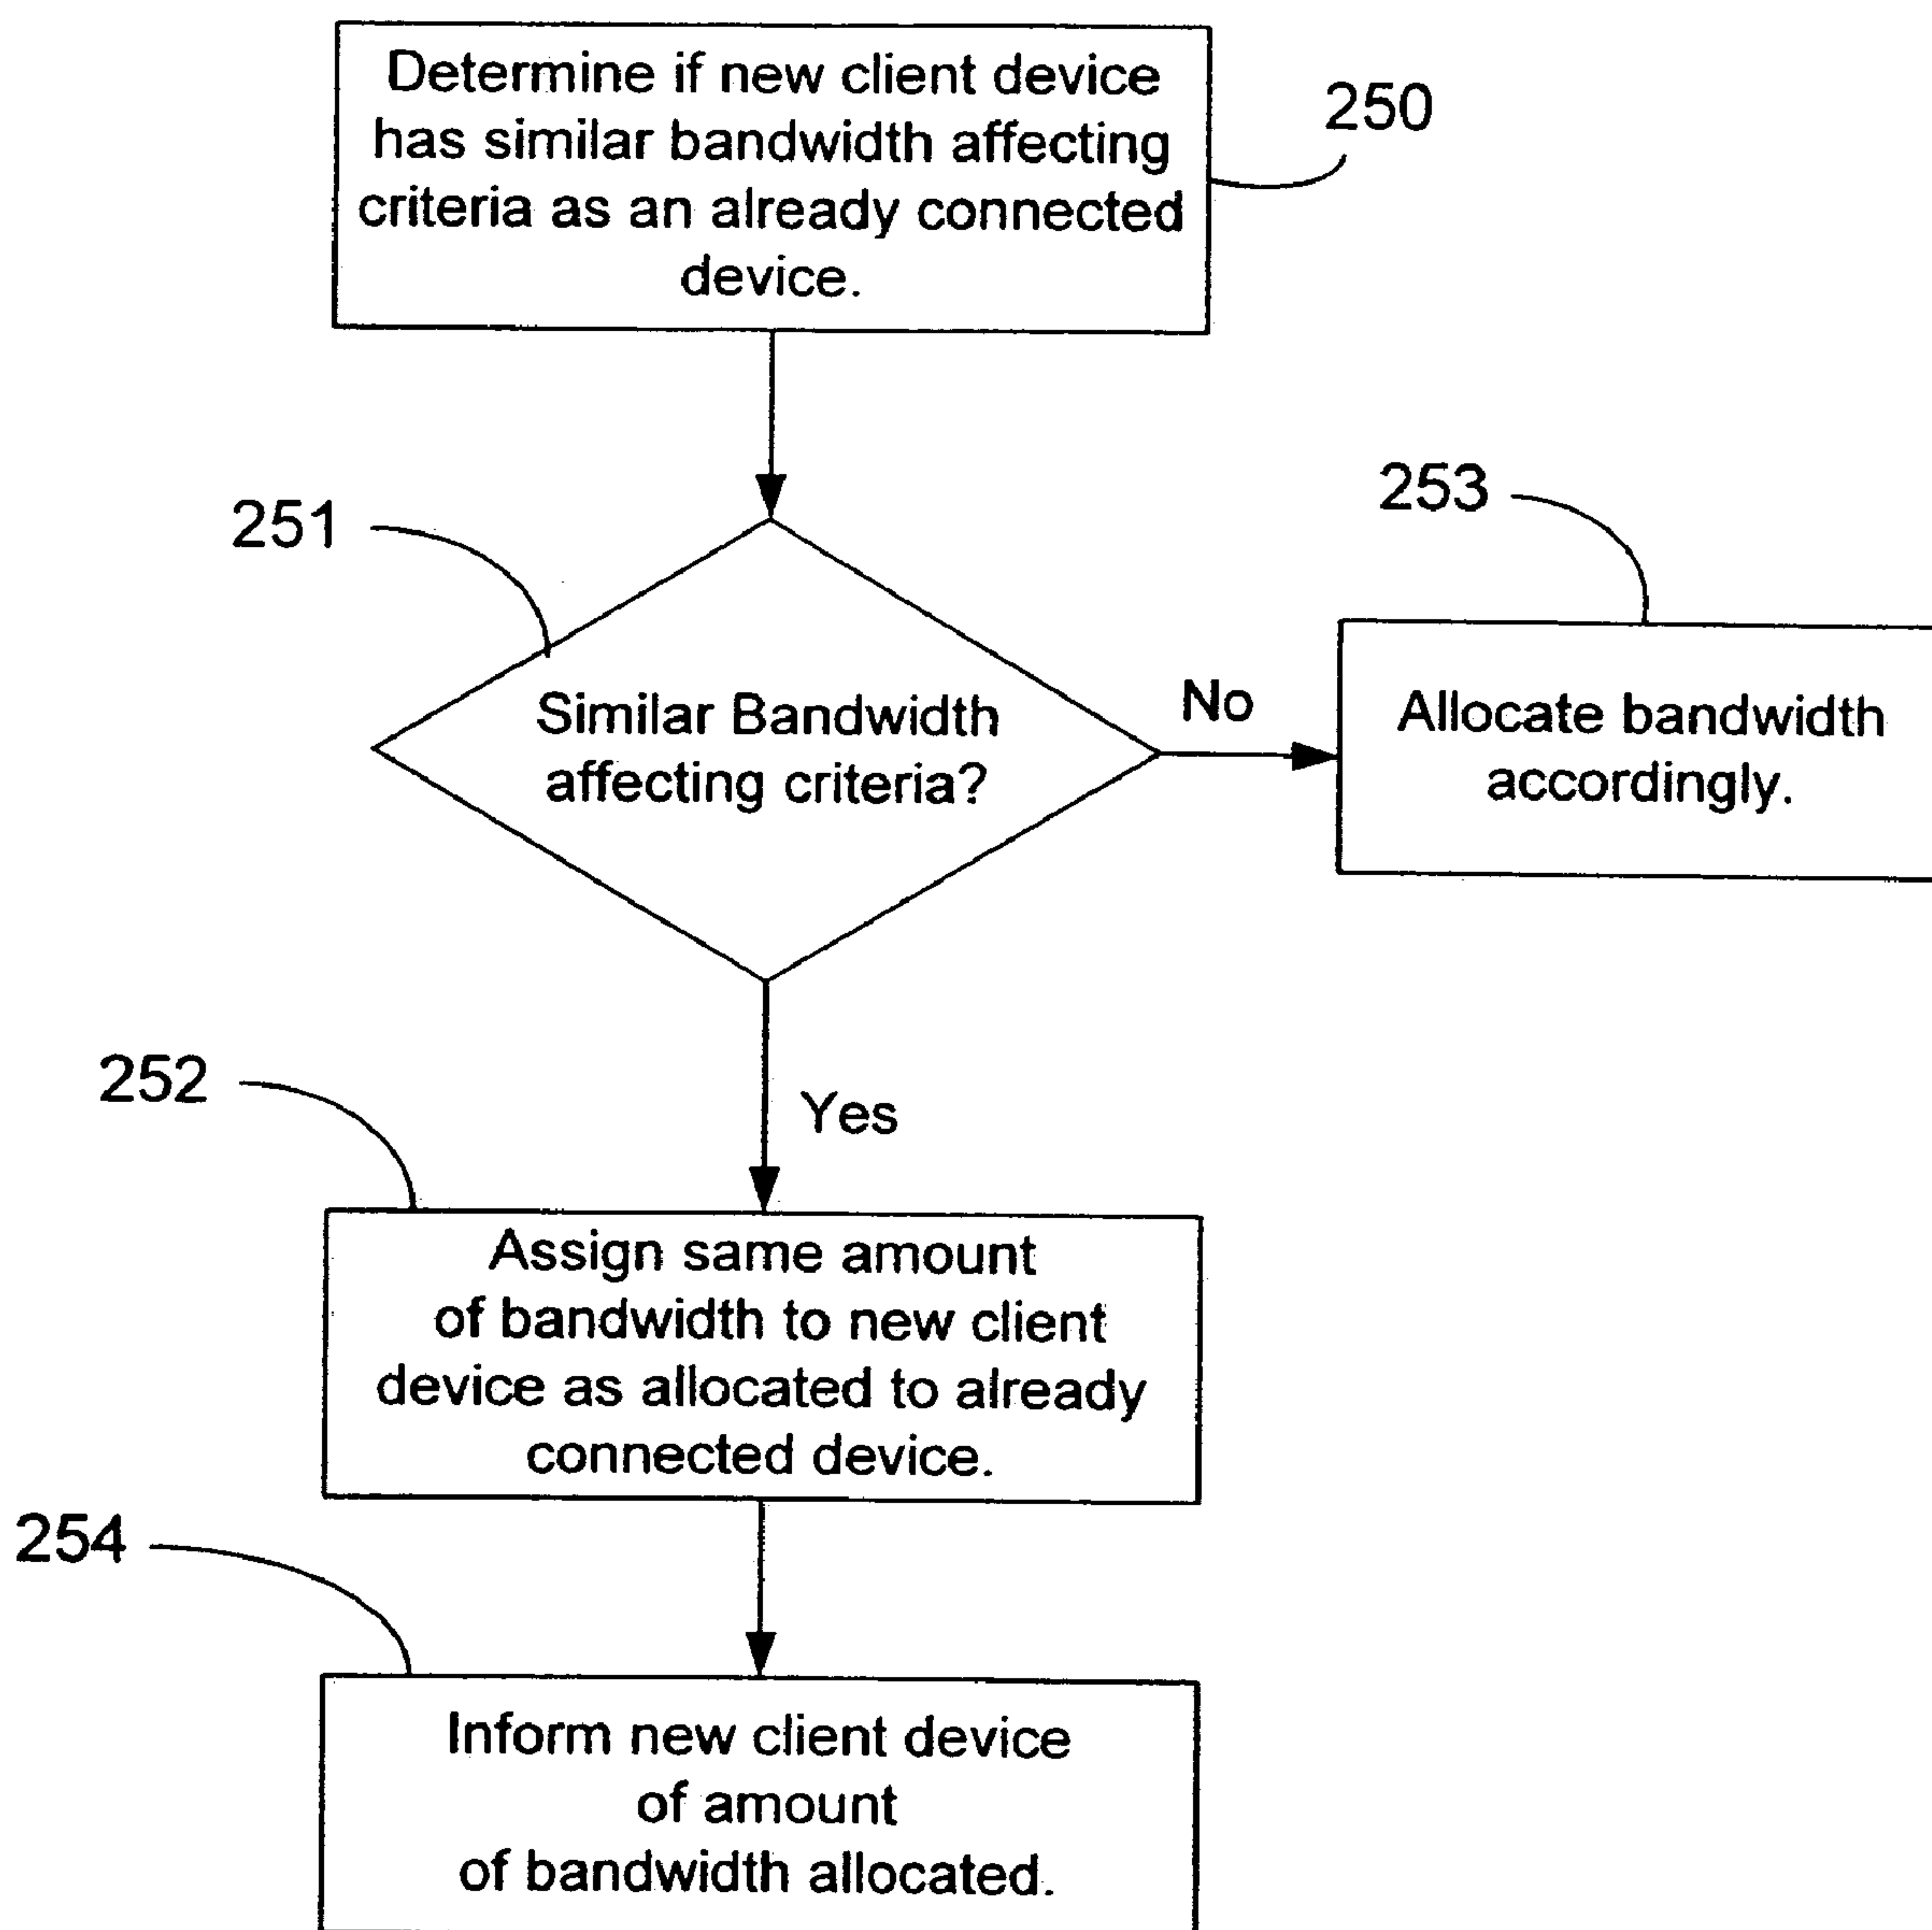 Determine if new client device
has similar bandwidth affecting
criteria as an already connected
device.
250
251
Similar Bandwidth
affecting criteria?
No
253
Allocate bandwidth
accordingly.
Yes
252
Assign same amount
of bandwidth to new client
device as allocated to already
connected device.
254
Inform new client device
of amount
of bandwidth allocated.